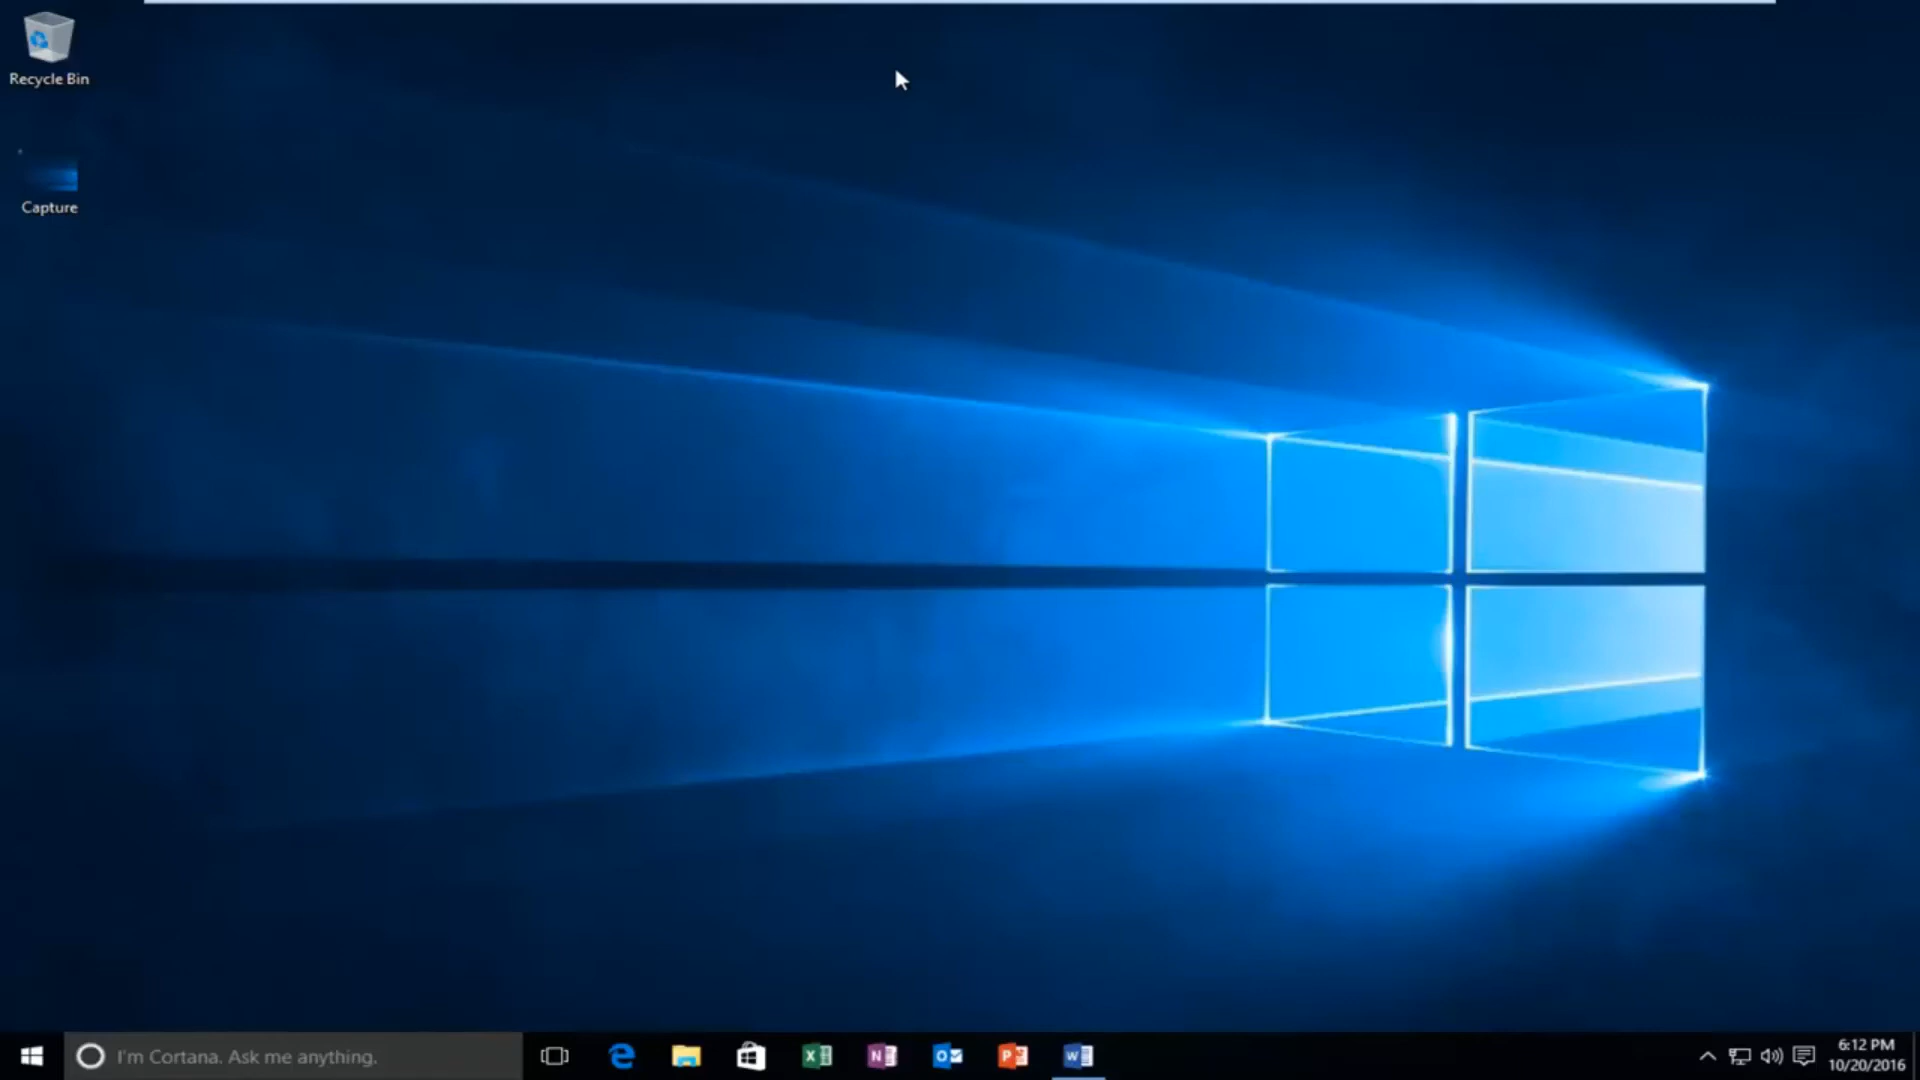 Recycle Bin
Capture
I'm Cortana. Ask me anything.
6:12 PM
10/20/2016